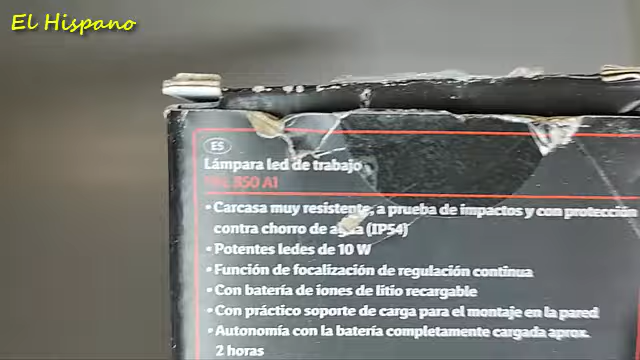 El Hispano
ES
Lámpara led de trabajo
850 A1
• Carcasa muy resistente, a prueba de impactos y con protección
contra chorro de agua (IP54)
• Potentes ledes de 10 W
• Función de focalización de regulación continua
• Con batería de iones de litio recargable
• Con práctico soporte de carga para el montaje en la pared
• Autonomía con la batería completamente cargada aprox.
2 horas